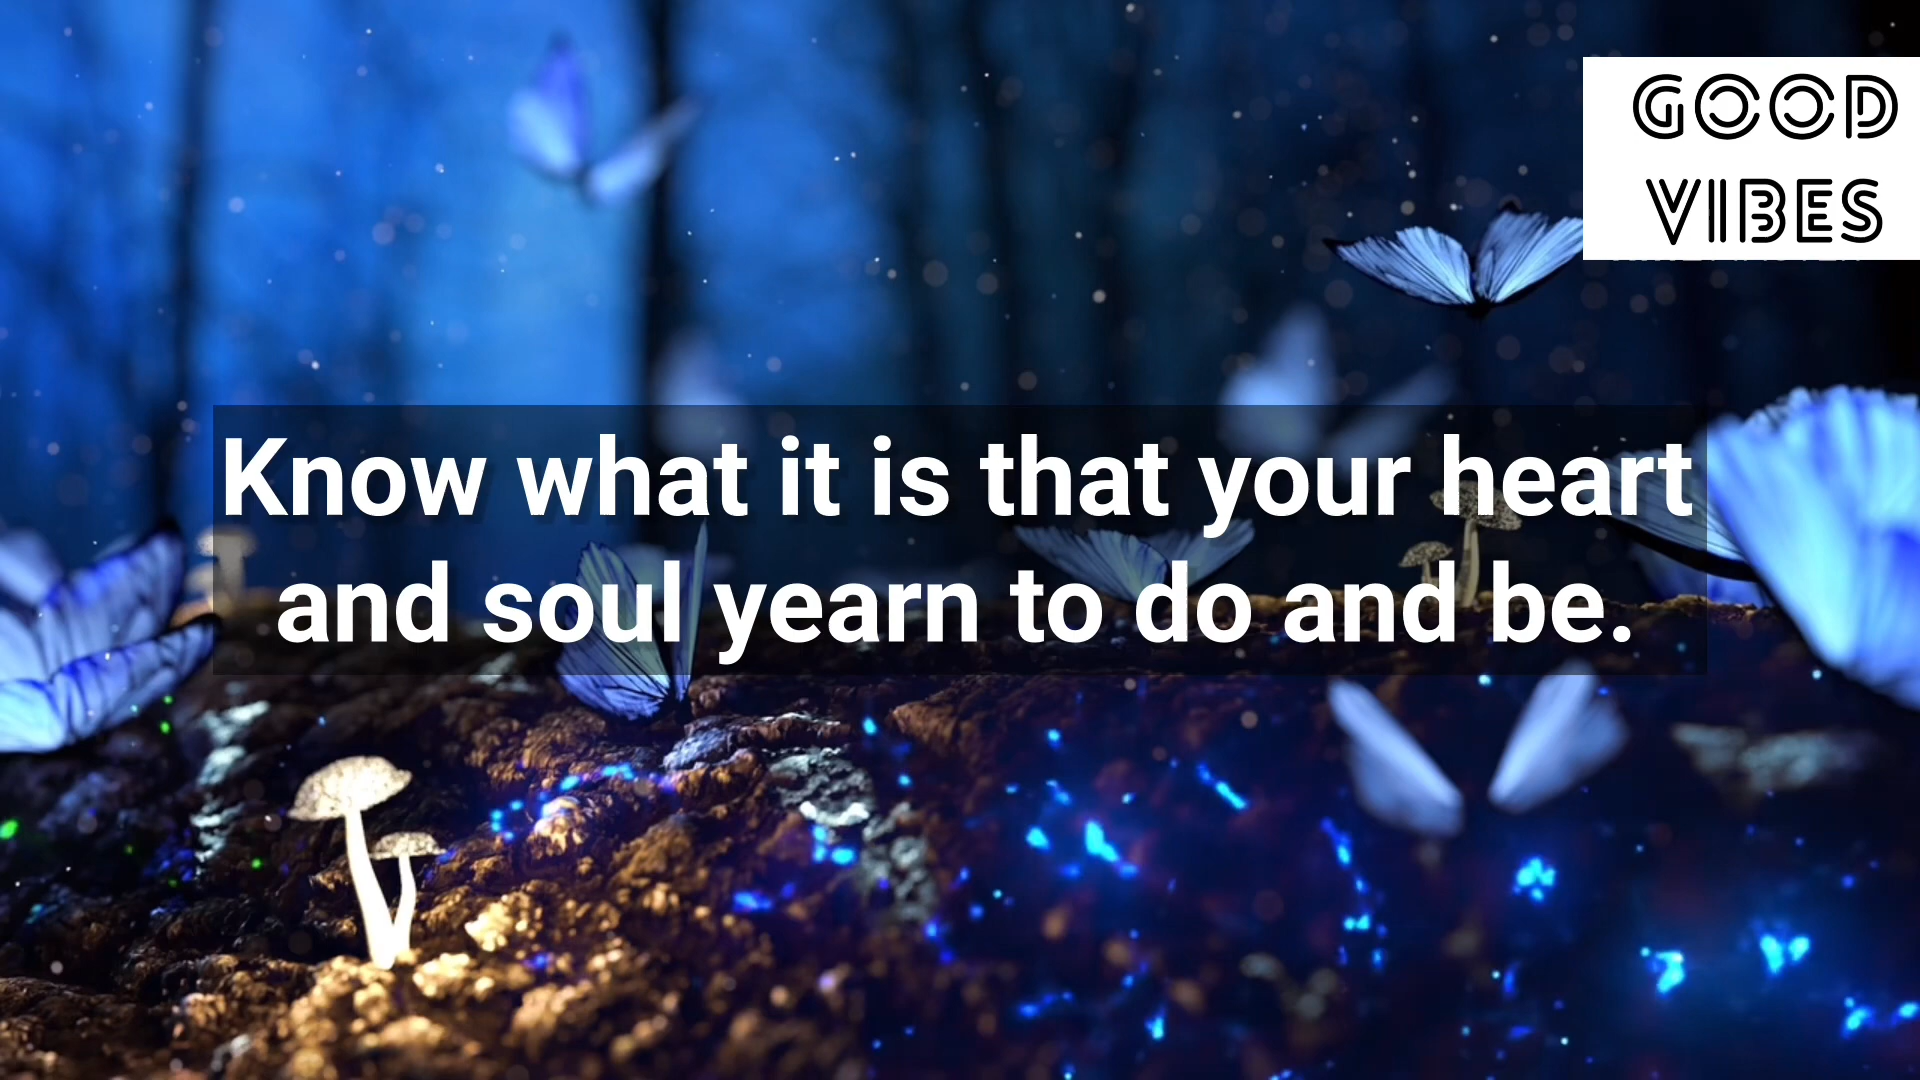 GOOD
VIBES
Know what it is that your heart
and soul yearn to do and be.